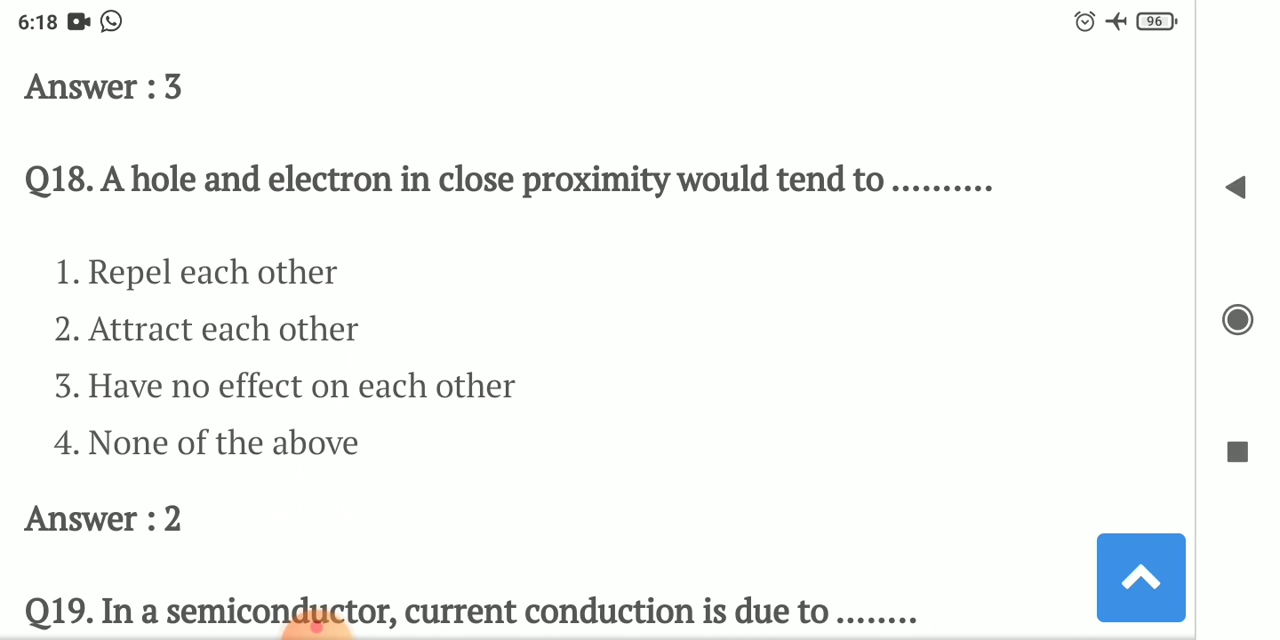 6:18
96
Answer : 3
Q18. A hole and electron in close proximity would tend to ..........
1. Repel each other
2. Attract each other
3. Have no effect on each other
4. None of the above
Answer : 2
Q19. In a semiconductor, current conduction is due to ........